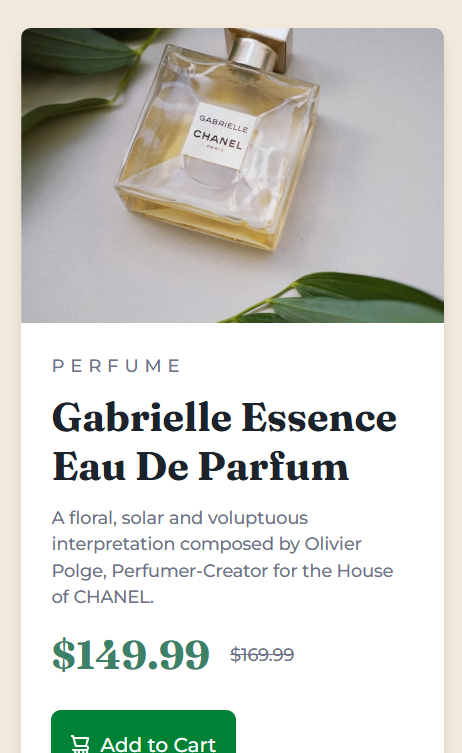 GABRIELLE
CHANEL
PARIS
PERFUME
Gabrielle Essence
Eau De Parfum
A floral, solar and voluptuous
interpretation composed by Olivier
Polge, Perfumer-Creator for the House
of CHANEL.
$149.99 $169.99
Add to Cart